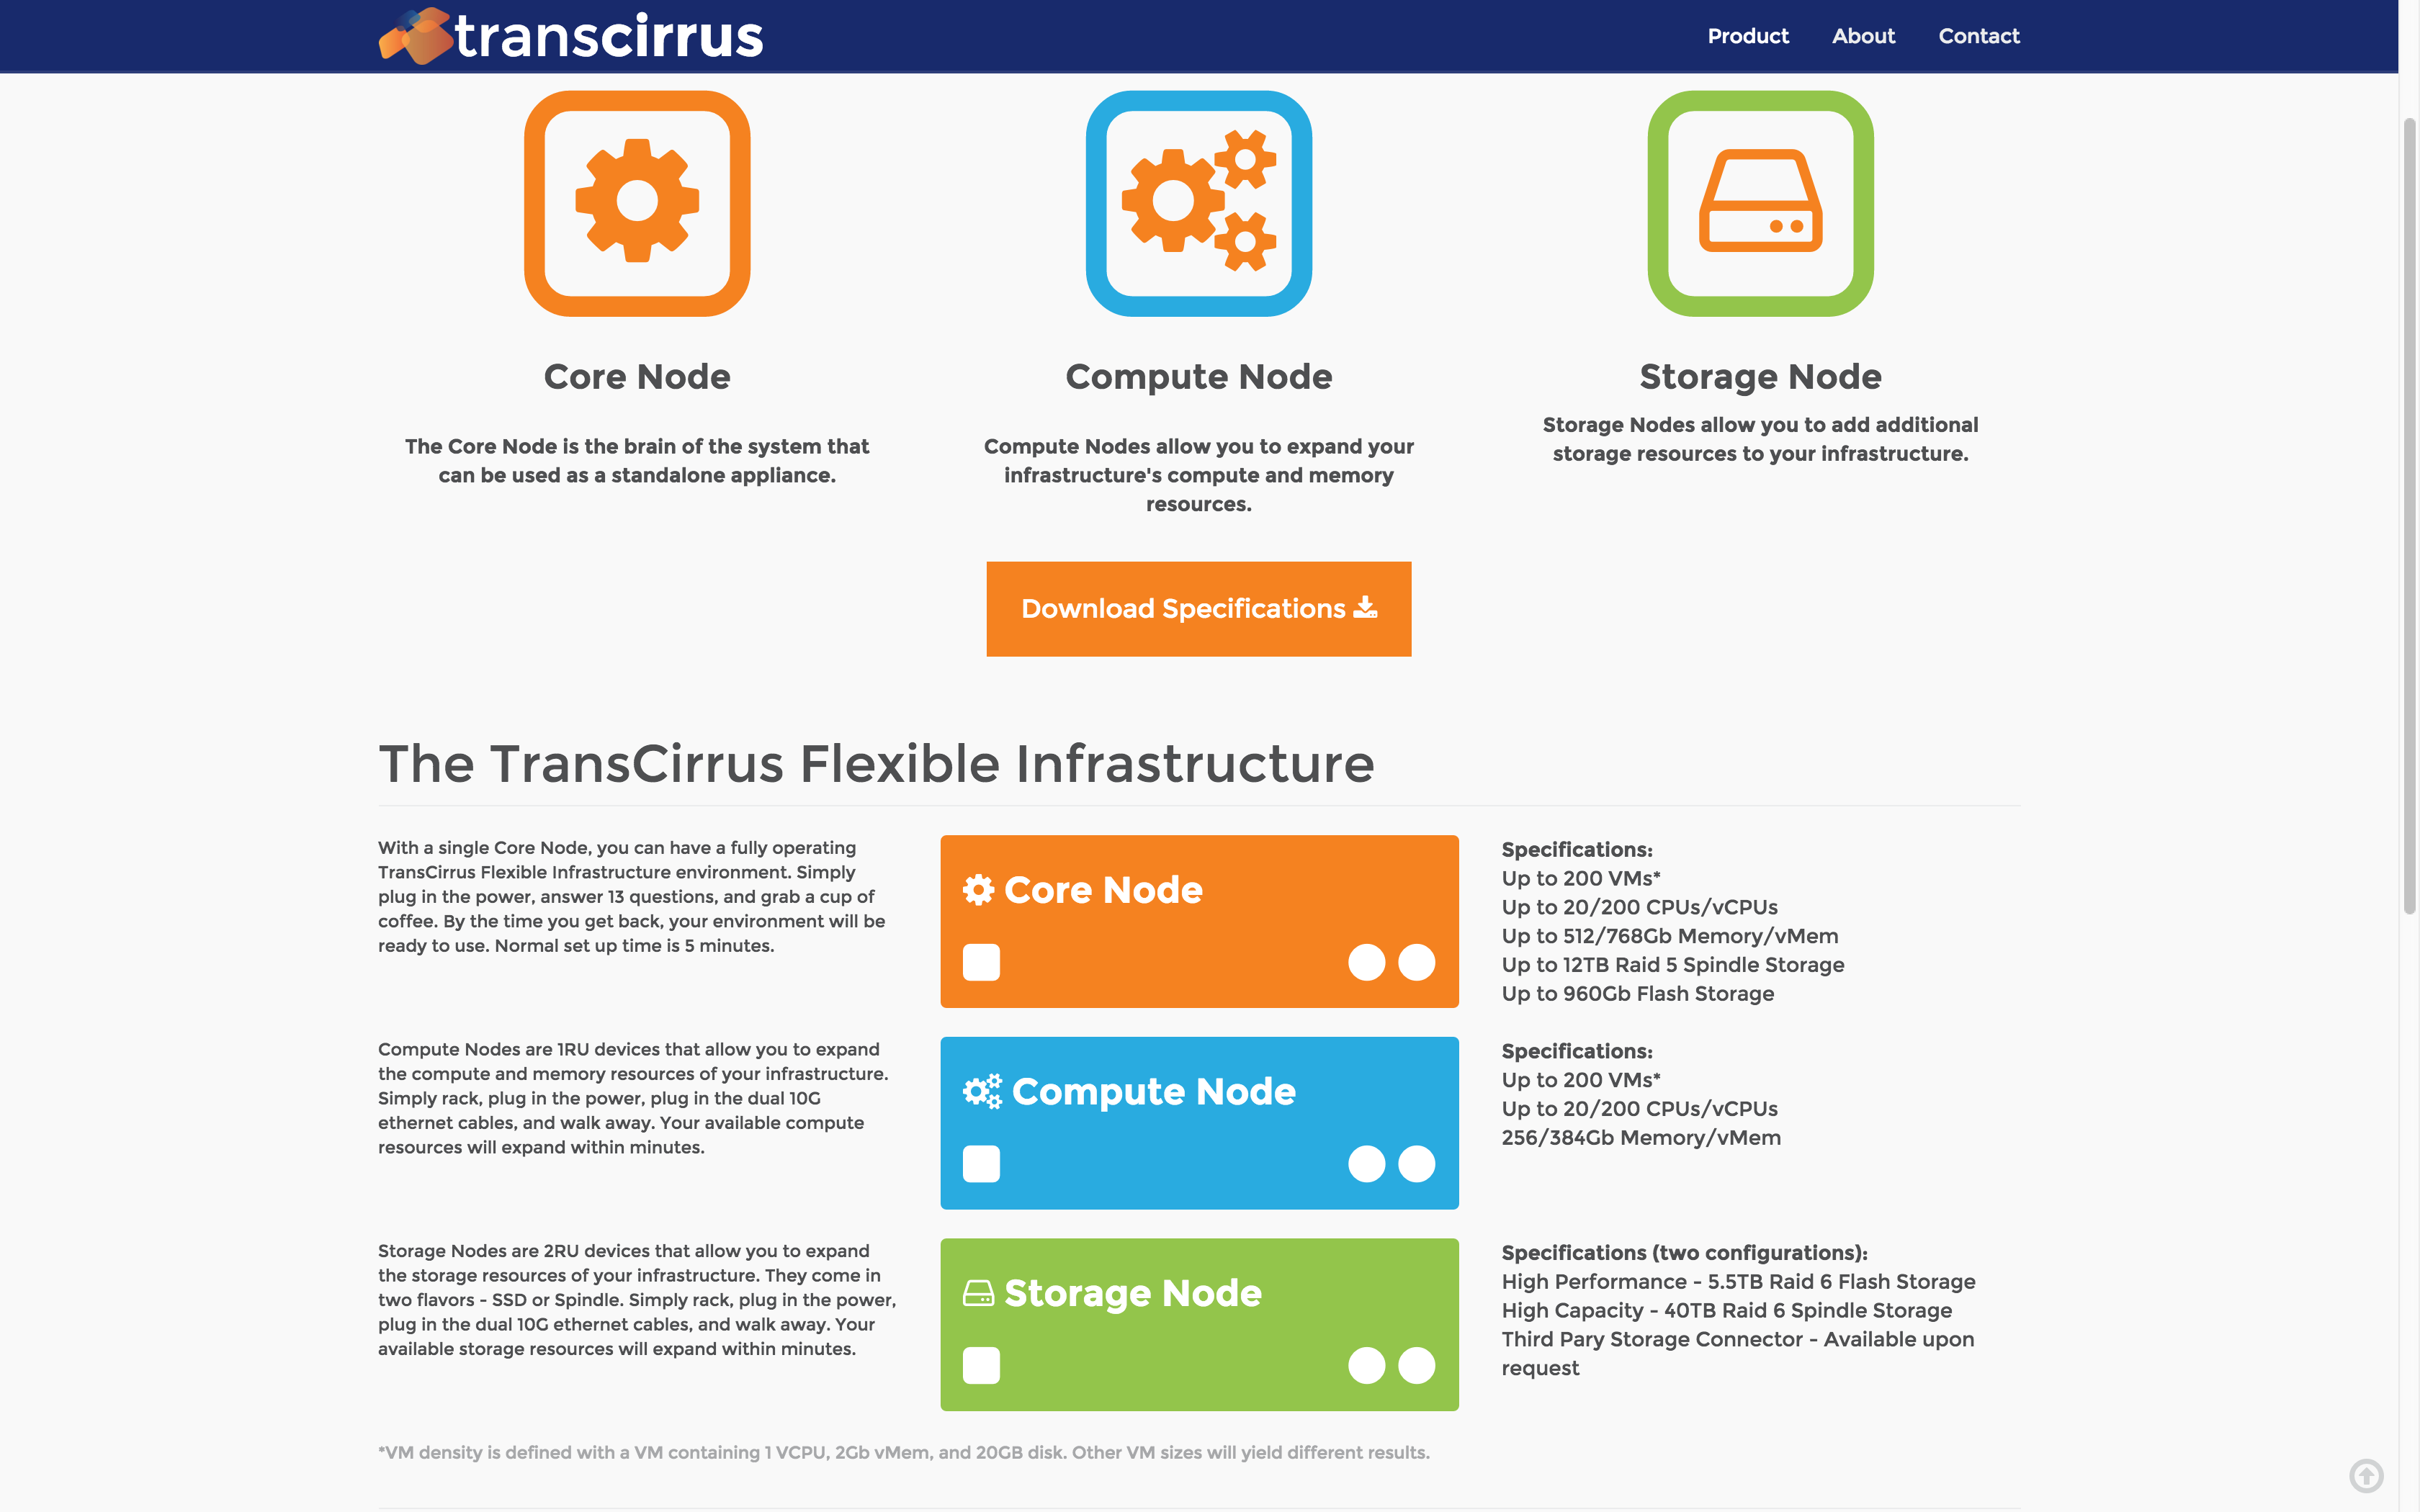 transcirrus
Product About Contact
Core Node
The Core Node is the brain of the system that
can be used as a standalone appliance.
Compute Node
Compute Nodes allow you to expand your
infrastructure's compute and memory
resources.
Storage Node
Storage Nodes allow you to add additional
storage resources to your infrastructure.
Download Specifications
The TransCirrus Flexible Infrastructure
With a single Core Node, you can have a fully operating
TransCirrus Flexible Infrastructure environment. Simply
plug in the power, answer 13 questions, and grab a cup of
coffee. By the time you get back, your environment will be
ready to use. Normal set up time is 5 minutes.
Core Node
Specifications:
Up to 200 VMs*
Up to 20/200 CPUs/vCPUs
Up to 512/768Gb Memory/vMem
Up to 12TB Raid 5 Spindle Storage
Up to 960Gb Flash Storage
Compute Nodes are 1RU devices that allow you to expand
the compute and memory resources of your infrastructure.
Simply rack, plug in the power, plug in the dual 10G
ethernet cables, and walk away. Your available compute
resources will expand within minutes.
Compute Node
Specifications:
Up to 200 VMs*
Up to 20/200 CPUs/vCPUs
256/384Gb Memory/vMem
Storage Nodes are 2RU devices that allow you to expand
the storage resources of your infrastructure. They come in
two flavors - SSD or Spindle. Simply rack, plug in the power,
plug in the dual 10G ethernet cables, and walk away. Your
available storage resources will expand within minutes.
Storage Node
Specifications (two configurations):
High Performance - 5.5TB Raid 6 Flash Storage
High Capacity - 40TB Raid 6 Spindle Storage
Third Pary Storage Connector - Available upon
request
*VM density is defined with a VM containing 1 VCPU, 2Gb vMem, and 20GB disk. Other VM sizes will yield different results.